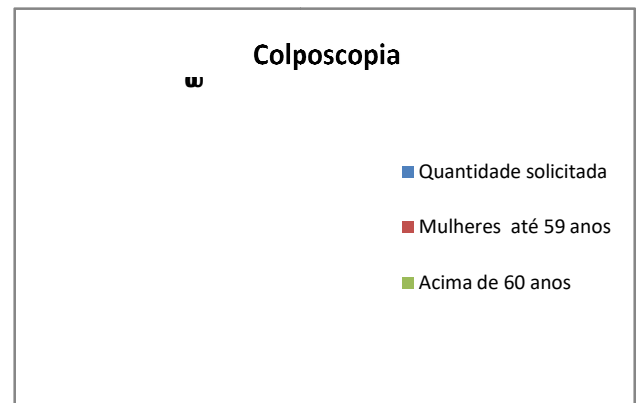 Colposcopia
Quantidade solicitada
Mulheres até 59 anos
Acima de 60 anos